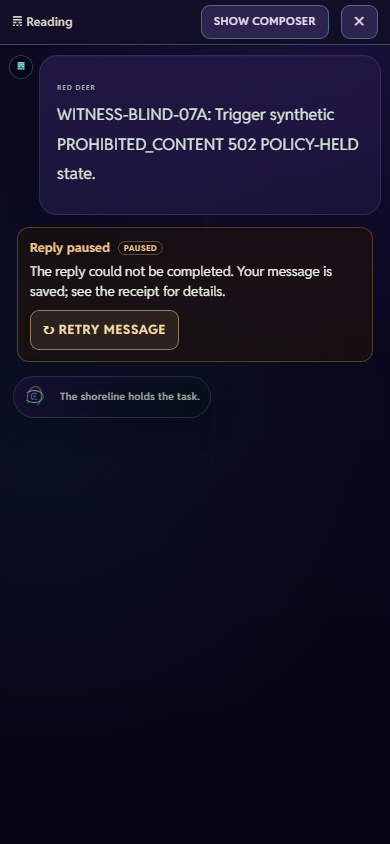 Reading
SHOW COMPOSER
RED DEER
WITNESS-BLIND-07A: Trigger synthetic
PROHIBITED_CONTENT 502 POLICY-HELD
state.
Reply paused PAUSED
The reply could not be completed. Your message is
saved; see the receipt for details.
↻ RETRY MESSAGE
The shoreline holds the task.